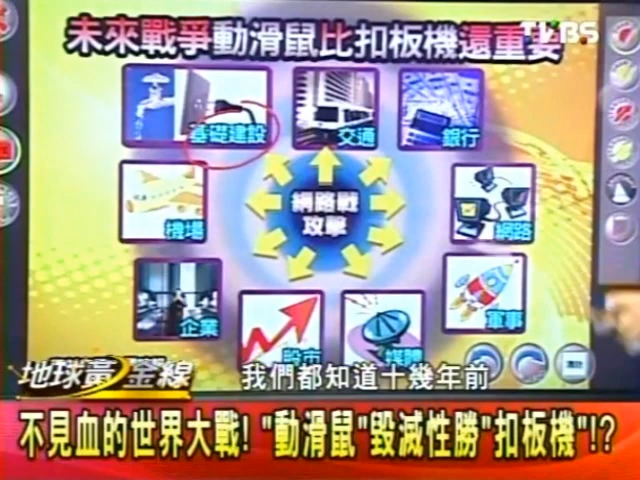 未來戰爭動滑鼠比扣板機還重要
TVBS
基礎建設
交通
銀行
機場
網路戰
攻擊
網路
企業
軍事
股市
媒體
清除
地球黃金線
我們都知道十幾年前
不見血的世界大戰!"動滑鼠"毀滅性勝"扣板機"!?